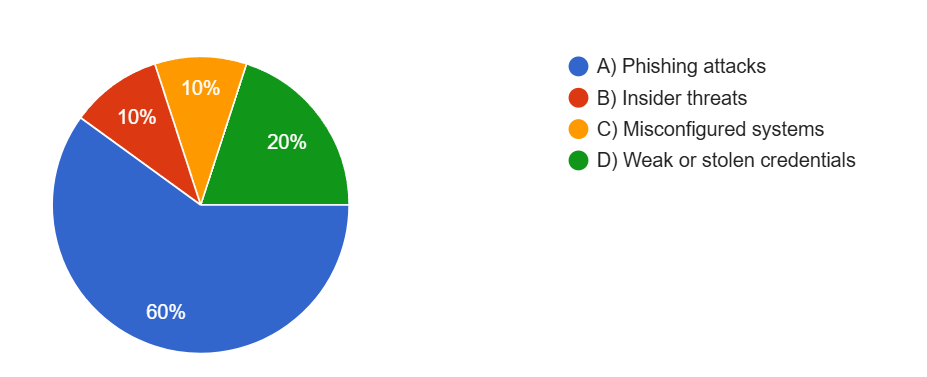 A) Phishing attacks
B) Insider threats
C) Misconfigured systems
D) Weak or stolen credentials
10%
10%
20%
60%